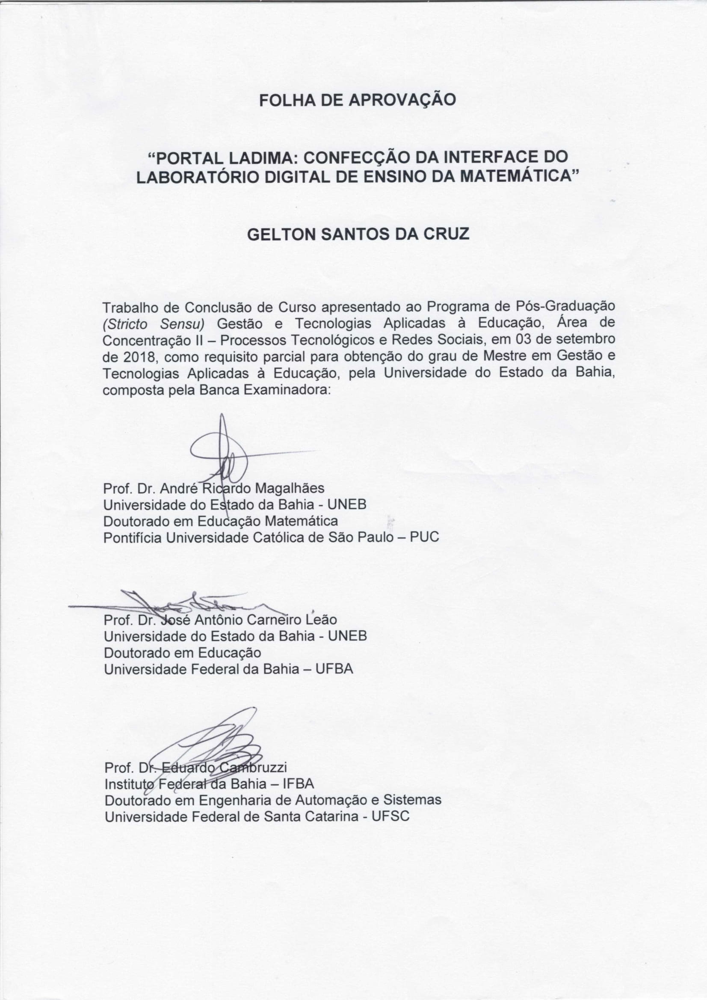 FOLHA DE APROVAÇÃO
“PORTAL LADIMA: CONFECÇÃO DA INTERFACE DO
LABORATÓRIO DIGITAL DE ENSINO DA MATEMÁTICA”
GELTON SANTOS DA CRUZ
Trabalho de Conclusão de Curso apresentado ao Programa de Pós-Graduação
(Stricto Sensu) Gestão e Tecnologias Aplicadas à Educação, Área de
Concentração II – Processos Tecnológicos e Redes Sociais, em 03 de setembro
de 2018, como requisito parcial para obtenção do grau de Mestre em Gestão e
Tecnologias Aplicadas à Educação, pela Universidade do Estado da Bahia,
composta pela Banca Examinadora:
Prof. Dr. André Ricardo Magalhães
Universidade do Estado da Bahia - UNEB
Doutorado em Educação Matemática
Pontifícia Universidade Católica de São Paulo – PUC
Prof. Dr. José Antônio Carneiro Leão
Universidade do Estado da Bahia - UNEB
Doutorado em Educação
Universidade Federal da Bahia – UFBA
Prof. Dr. Eduardo Cambruzzi
Instituto Federal da Bahia – IFBA
Doutorado em Engenharia de Automação e Sistemas
Universidade Federal de Santa Catarina - UFSC